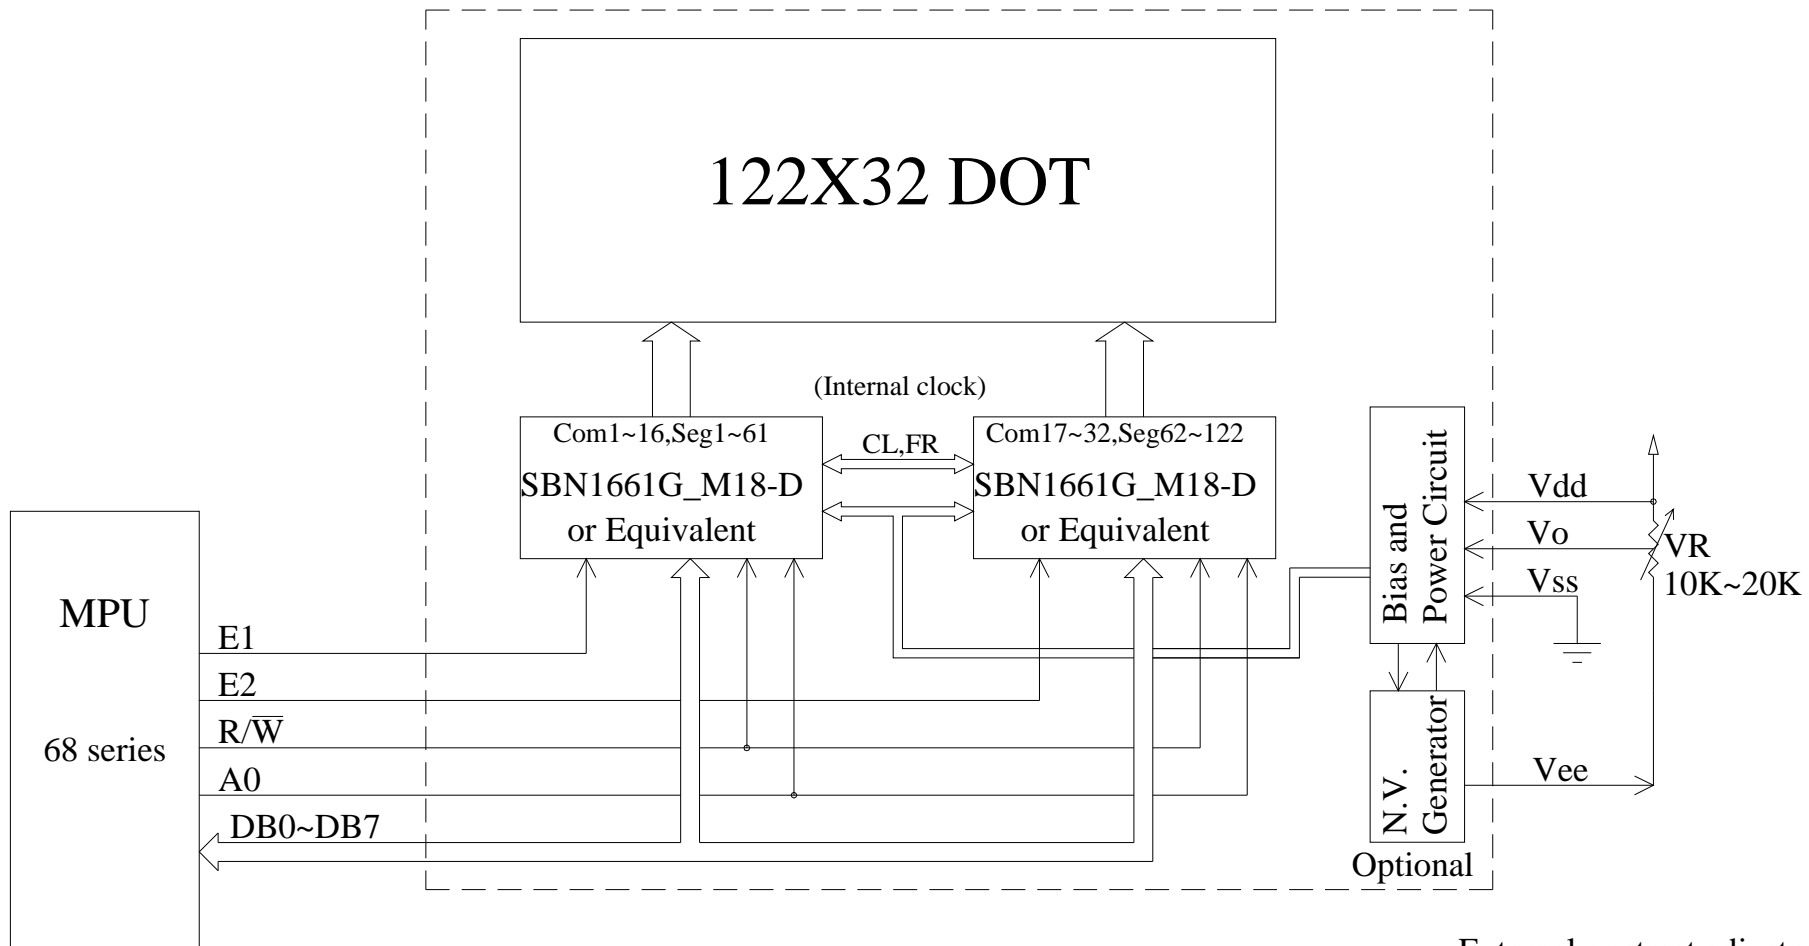 122X32 DOT
(Internal clock)
Com1~16,Seg1~61
SBN1661G_M18-D
or Equivalent
CL,FR
Com17~32,Seg62~122
SBN1661G_M18-D
or Equivalent
Bias and
Power Circuit
Vdd
Vo
Vss
VR
10K~20K
MPU
68 series
E1
E2
R/W̅
A0
DB0~DB7
N.V.
Generator
Vee
Optional